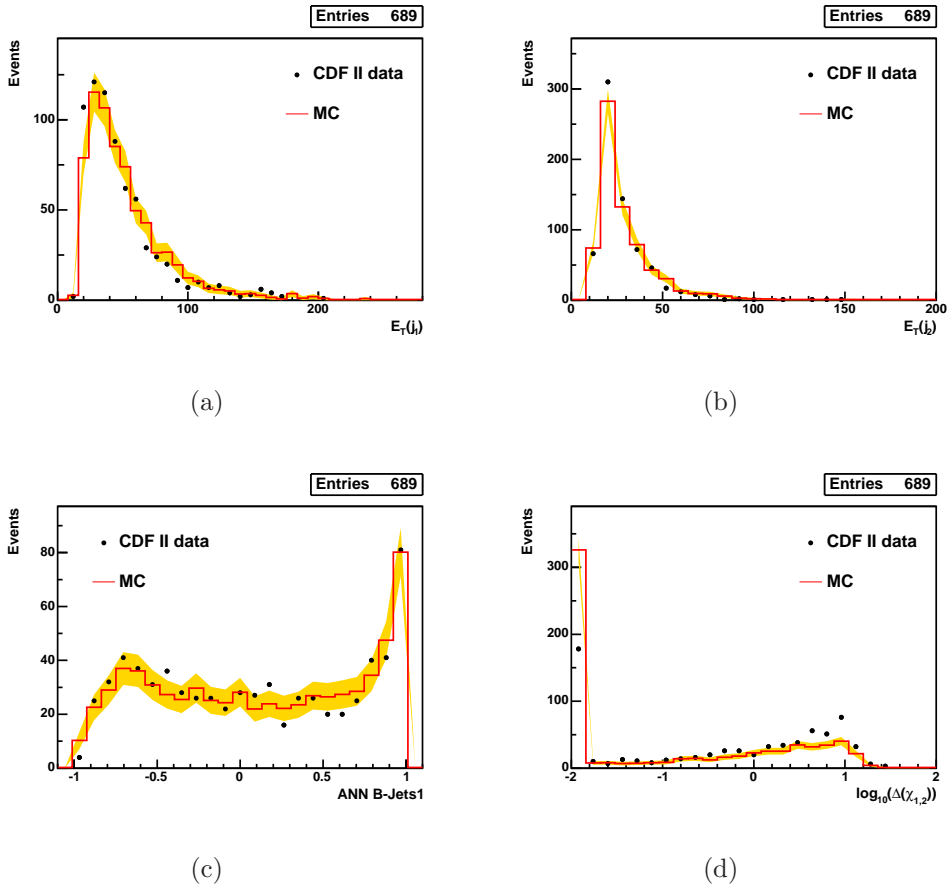 Entries 689
Events
100
50
0
0
100
200
CDF II data
MC
E_T(j_1)
(a)
Entries 689
Events
300
200
100
0
0
50
100
150
200
CDF II data
MC
E_T(j_2)
(b)
Entries 689
Events
80
60
40
20
0
-1
-0.5
0
0.5
1
CDF II data
MC
ANN B-Jets1
(c)
Entries 689
Events
300
200
100
0
-2
-1
0
1
2
CDF II data
MC
log_10(Δ(χ_1,2))
(d)